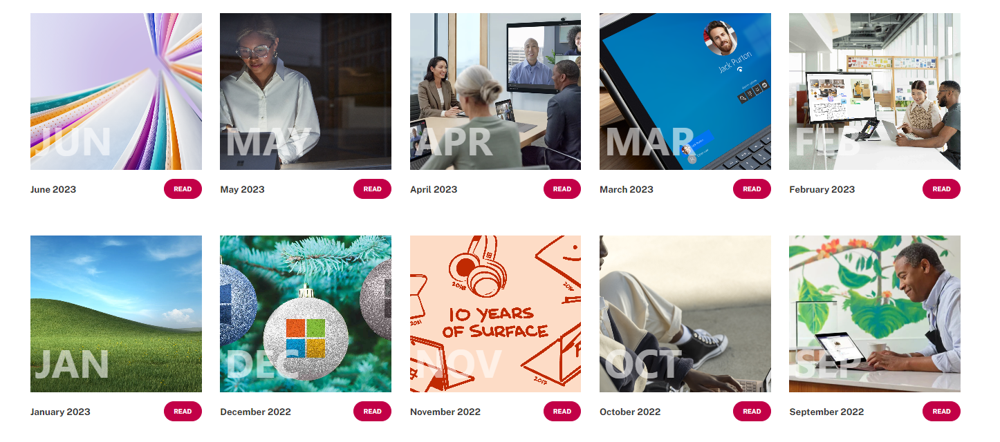 JUN
MAY
APR
Jack Purton
MAR
FEB
June 2023
READ
May 2023
READ
April 2023
READ
March 2023
READ
February 2023
READ
2018
2016
10 YEARS
OF SURFACE
2021
2017
JAN
DEC
NOV
OCT
SEP
January 2023
READ
December 2022
READ
November 2022
READ
October 2022
READ
September 2022
READ